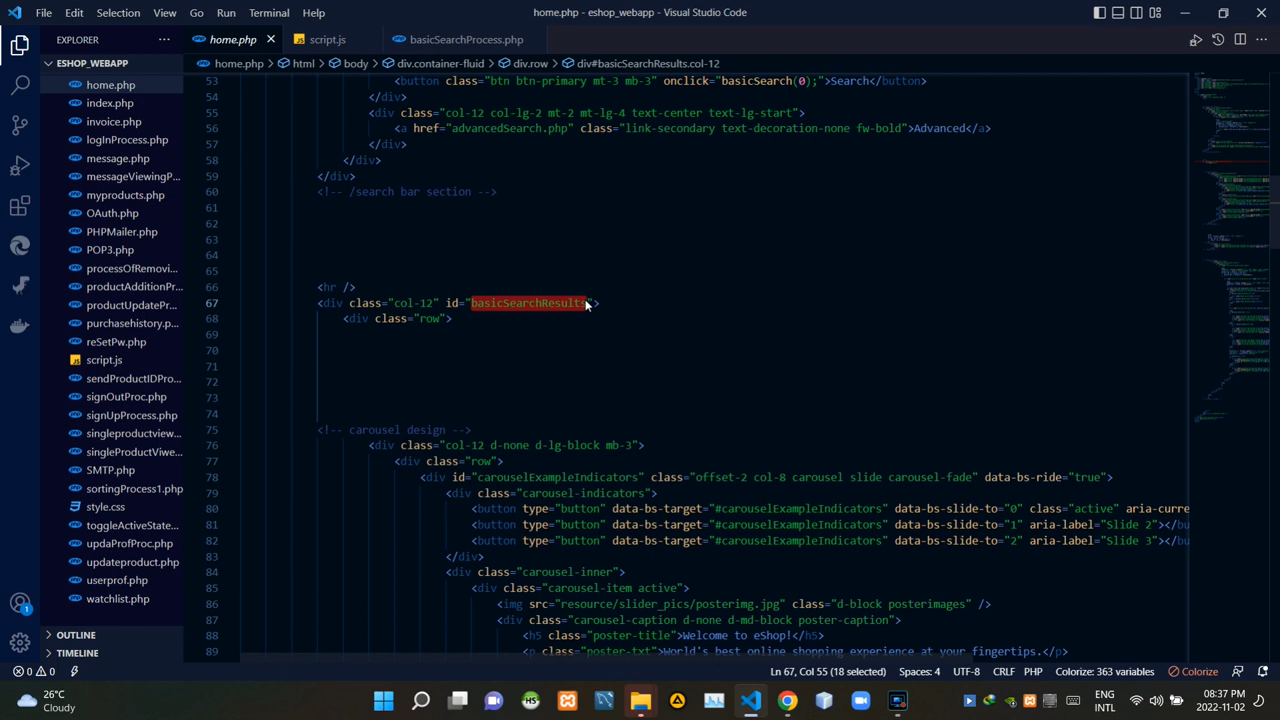 File Edit Selection View Go Run Terminal Help
home.php - eshop_webapp - Visual Studio Code
EXPLORER ...
home.php
script.js
basicSearchProcess.php
ESHOP_WEBAPP
home.php > html > body > div.container-fluid > div.row > div#basicSearchResults.col-12
home.php
index.php
invoice.php
logInProcess.php
message.php
messageViewingP...
myproducts.php
OAuth.php
PHPMailer.php
POP3.php
processOfRemovi...
productAdditionPr...
productUpdatePr...
purchasehistory.p...
reSetPw.php
script.js
sendProductIDPro...
signOutProc.php
signUpProcess.php
singleproductview...
singleProductViwe...
SMTP.php
sortingProcess1.php
style.css
toggleActiveState...
updaProfProc.php
updateproduct.php
userprof.php
watchlist.php
OUTLINE
TIMELINE
53 <button class="btn btn-primary mt-3 mb-3" onclick="basicSearch(0);">Search</button>
54 </div>
55 <div class="col-12 col-lg-2 mt-2 mt-lg-4 text-center text-lg-start">
56 <a href="advancedSearch.php" class="link-secondary text-decoration-none fw-bold">Advanced</a>
57 </div>
58 </div>
59 </div>
60 <!-- /search bar section -->
61
62
63
64
65
66 <hr />
67 <div class="col-12" id="basicSearchResults">
68 <div class="row">
69
70
71
72
73
74
75 <!-- carousel design -->
76 <div class="col-12 d-none d-lg-block mb-3">
77 <div class="row">
78 <div id="carouselExampleIndicators" class="offset-2 col-8 carousel slide carousel-fade" data-bs-ride="true">
79 <div class="carousel-indicators">
80 <button type="button" data-bs-target="#carouselExampleIndicators" data-bs-slide-to="0" class="active" aria-curre
81 <button type="button" data-bs-target="#carouselExampleIndicators" data-bs-slide-to="1" aria-label="Slide 2"></bu
82 <button type="button" data-bs-target="#carouselExampleIndicators" data-bs-slide-to="2" aria-label="Slide 3"></bu
83 </div>
84 <div class="carousel-inner">
85 <div class="carousel-item active">
86 <img src="resource/slider_pics/posterimg.jpg" class="d-block posterimages" />
87 <div class="carousel-caption d-none d-md-block poster-caption">
88 <h5 class="poster-title">Welcome to eShop!</h5>
89 <p class="poster-txt">World's best online shopping experience at your fingertips.</p>
0 0 Ln 67, Col 55 (18 selected) Spaces: 4 UTF-8 CRLF PHP Colorize: 363 variables Colorize
26°C
Cloudy
HS
ENG
INTL
08:37 PM
2022-11-02